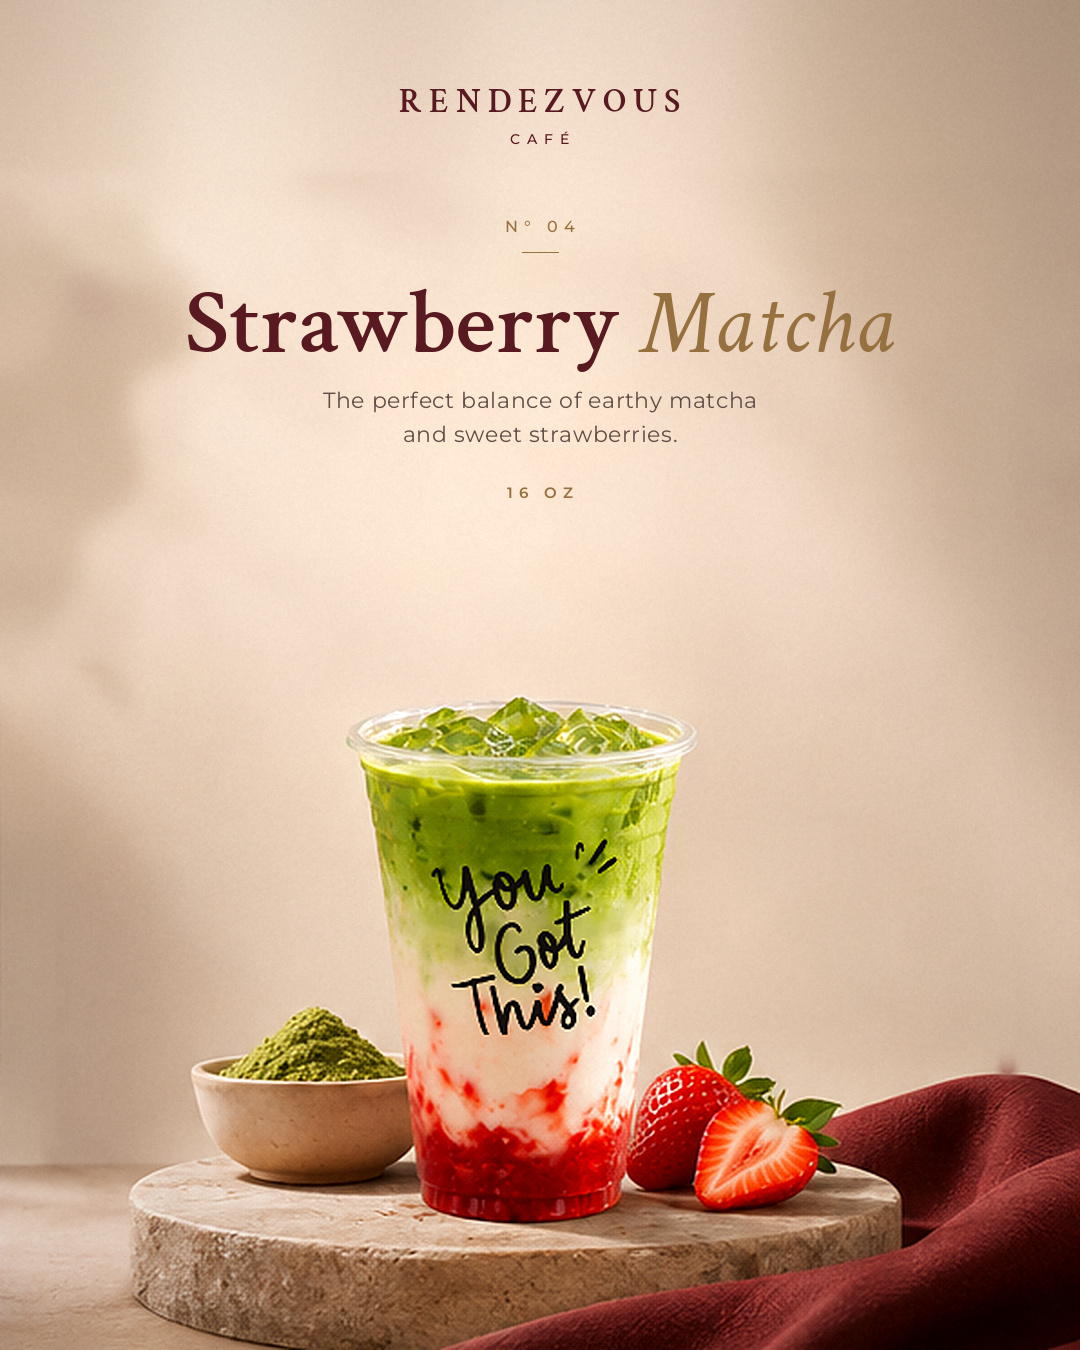 RENDEZVOUS
CAFÉ
N° 04
Strawberry Matcha
The perfect balance of earthy matcha
and sweet strawberries.
16 OZ
You
Got
This!